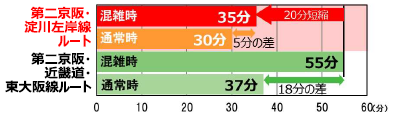 第二京阪・
淀川左岸線
ルート
混雑時 35分 20分短縮
通常時 30分 5分の差
第二京阪・
近畿道・
東大阪線ルート
混雑時 55分
通常時 37分 18分の差
0 10 20 30 40 50 60(分)